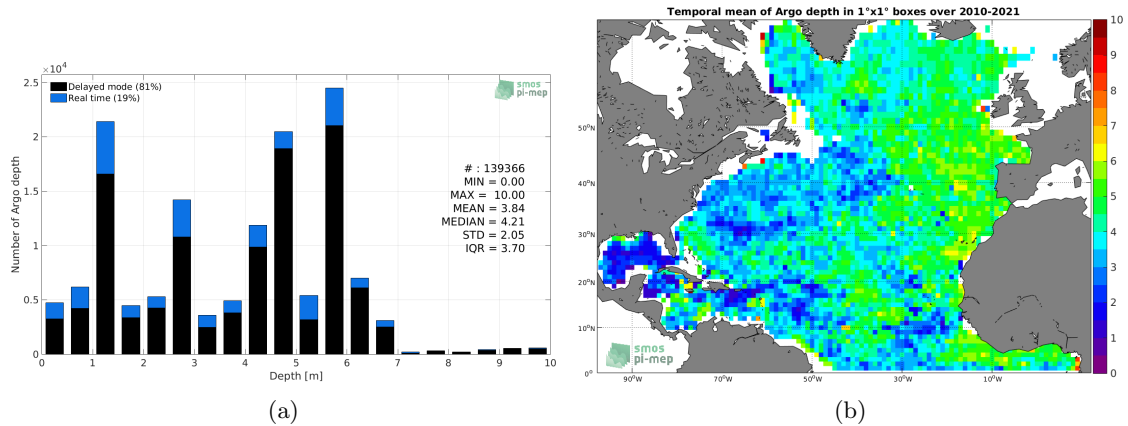 ×10⁴
2.5
2
1.5
1
0.5
0
Number of Argo depth
Delayed mode (81%)
Real time (19%)
smos
pi-mep
# : 139366
MIN = 0.00
MAX = 10.00
MEAN = 3.84
MEDIAN = 4.21
STD = 2.05
IQR = 3.70
0 1 2 3 4 5 6 7 8 9 10
Depth [m]
(a)
Temporal mean of Argo depth in 1°x1° boxes over 2010-2021
50°N
40°N
30°N
20°N
10°N
0°
90°W 70°W 50°W 30°W 10°W
smos
pi-mep
10
9
8
7
6
5
4
3
2
1
0
(b)